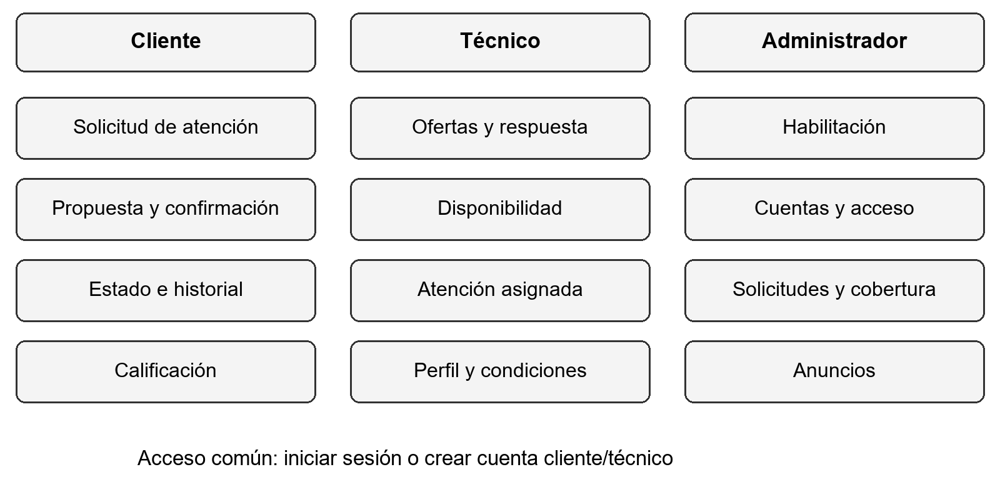 Cliente
Técnico
Administrador
Solicitud de atención
Ofertas y respuesta
Habilitación
Propuesta y confirmación
Disponibilidad
Cuentas y acceso
Estado e historial
Atención asignada
Solicitudes y cobertura
Calificación
Perfil y condiciones
Anuncios
Acceso común: iniciar sesión o crear cuenta cliente/técnico